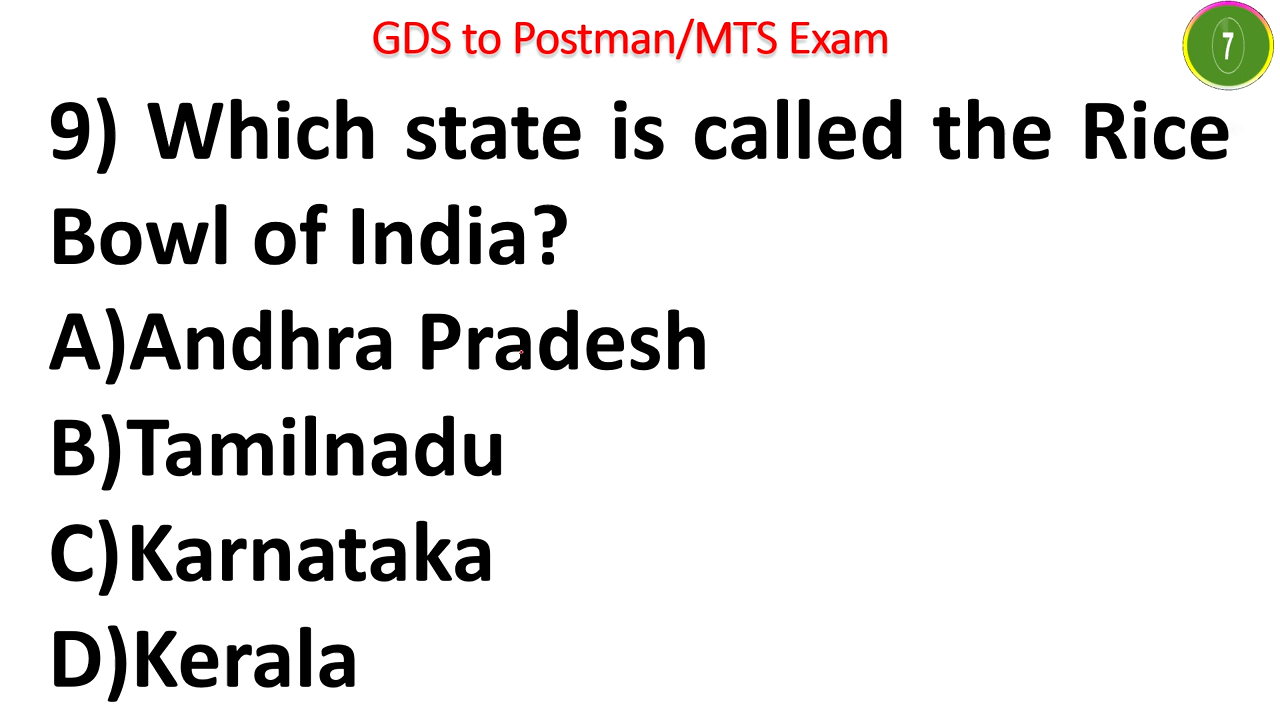 GDS to Postman/MTS Exam
7
9) Which state is called the Rice
Bowl of India?
A)Andhra Pradesh
B)Tamilnadu
C)Karnataka
D)Kerala